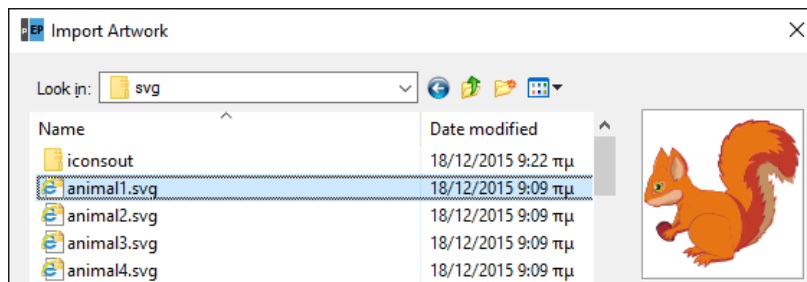 pEP Import Artwork
Look in: svg
Name Date modified
iconsout 18/12/2015 9:22 πμ
animal1.svg 18/12/2015 9:09 πμ
animal2.svg 18/12/2015 9:09 πμ
animal3.svg 18/12/2015 9:09 πμ
animal4.svg 18/12/2015 9:09 πμ